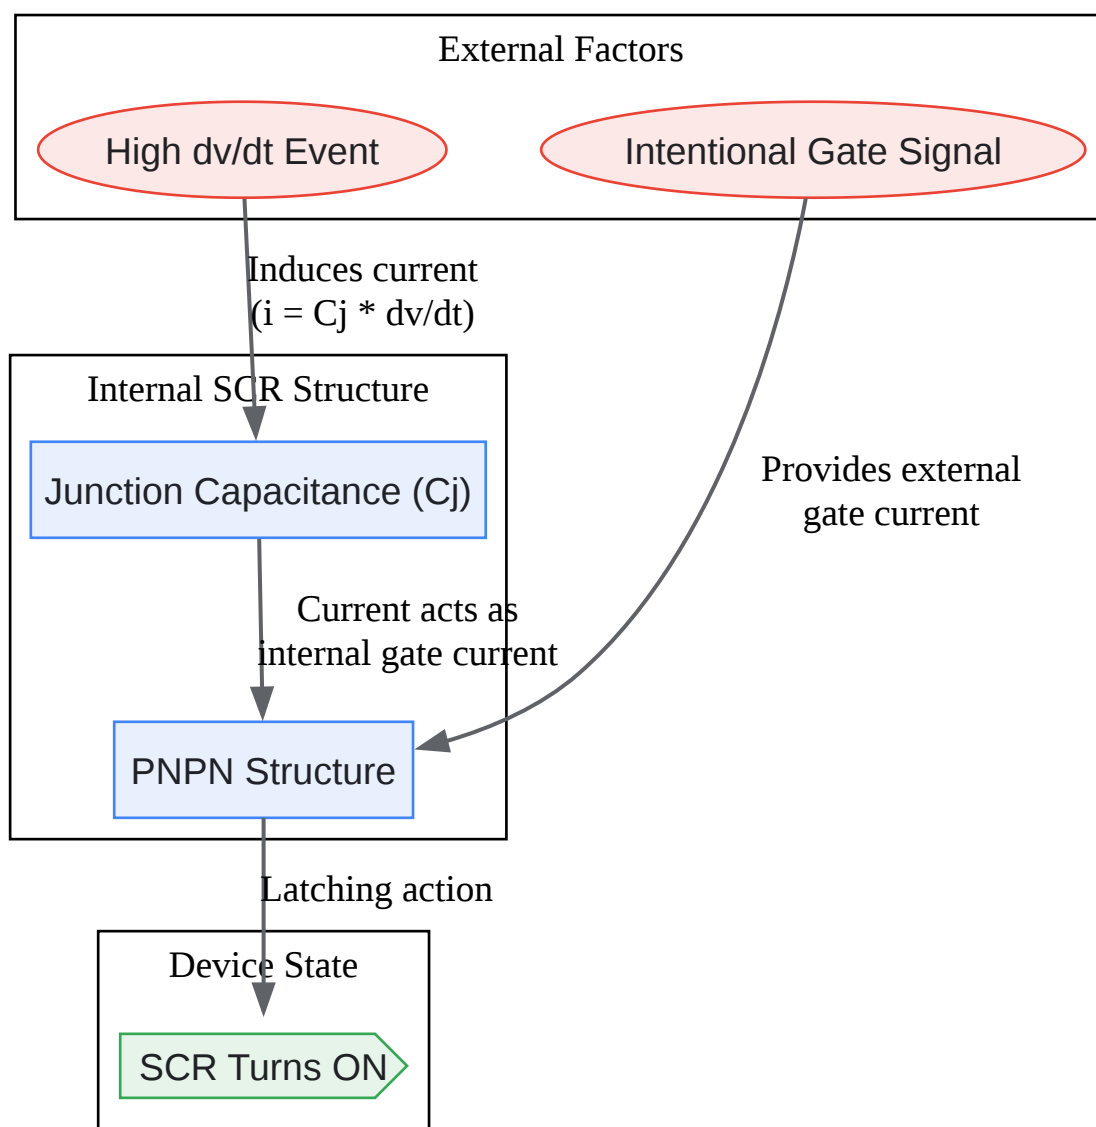 External Factors
High dv/dt Event
Intentional Gate Signal
Induces current
(i = Cj * dv/dt)
Internal SCR Structure
Junction Capacitance (Cj)
Provides external
gate current
Current acts as
internal gate current
PNPN Structure
Latching action
Device State
SCR Turns ON